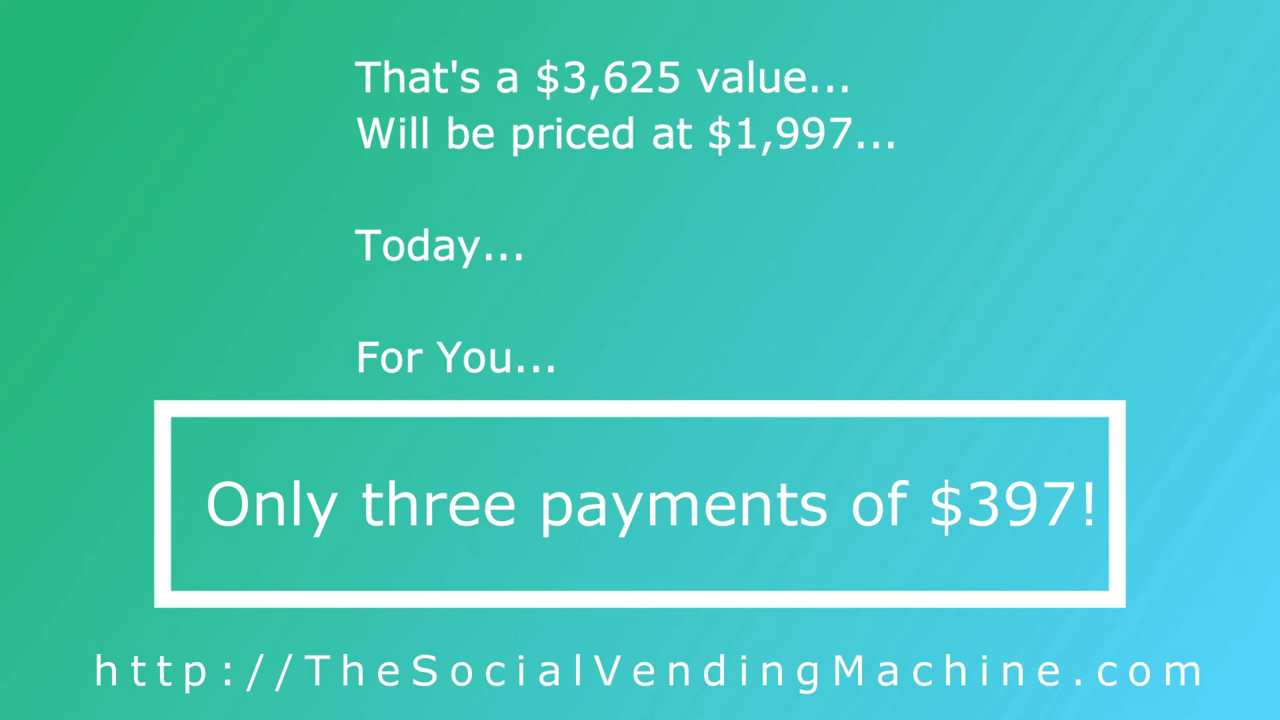 That's a $3,625 value...
Will be priced at $1,997...
Today...
For You...
Only three payments of $397!
http://TheSocialVendingMachine.com